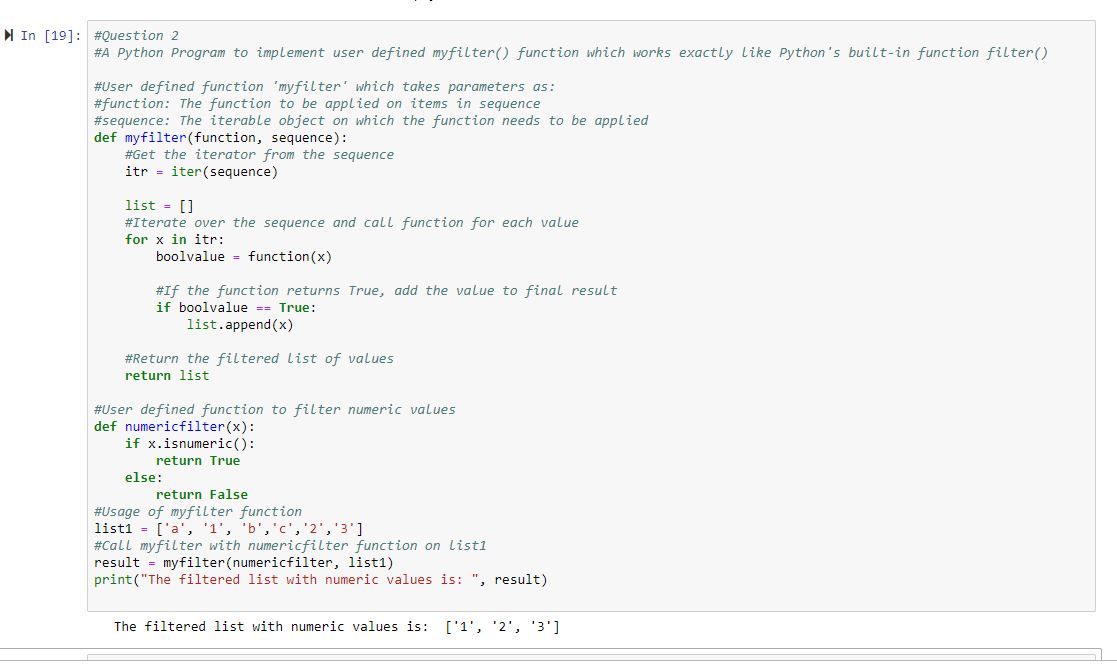 In [19]:
#Question 2
#A Python Program to implement user defined myfilter() function which works exactly like Python's built-in function filter()
#User defined function 'myfilter' which takes parameters as:
#function: The function to be applied on items in sequence
#sequence: The iterable object on which the function needs to be applied
def myfilter(function, sequence):
    #Get the iterator from the sequence
    itr = iter(sequence)
    list = []
    #Iterate over the sequence and call function for each value
    for x in itr:
        boolvalue = function(x)
        #If the function returns True, add the value to final result
        if boolvalue == True:
            list.append(x)
    #Return the filtered list of values
    return list
#User defined function to filter numeric values
def numericfilter(x):
    if x.isnumeric():
        return True
    else:
        return False
#Usage of myfilter function
list1 = ['a', '1', 'b','c','2','3']
#Call myfilter with numericfilter function on list1
result = myfilter(numericfilter, list1)
print("The filtered list with numeric values is: ", result)
The filtered list with numeric values is:  ['1', '2', '3']